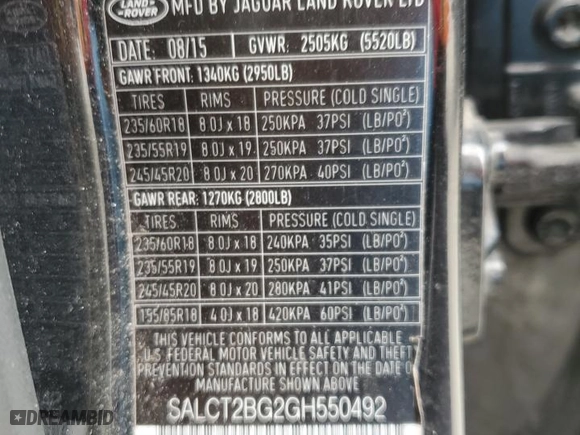 LAND
ROVER
MFD BY JAGUAR LAND ROVER LTD
DATE: 08/15 GVWR: 2505KG (5520LB)
GAWR FRONT: 1340KG (2950LB)
TIRES RIMS PRESSURE (COLD SINGLE)
235/60R18 8.0J x 18 250KPA 37PSI (LB/PO²)
235/55R19 8.0J x 19 250KPA 37PSI (LB/PO²)
245/45R20 8.0J x 20 270KPA 40PSI (LB/PO²)
GAWR REAR: 1270KG (2800LB)
TIRES RIMS PRESSURE (COLD SINGLE)
235/60R18 8.0J x 18 240KPA 35PSI (LB/PO²)
235/55R19 8.0J x 19 250KPA 37PSI (LB/PO²)
245/45R20 8.0J x 20 280KPA 41PSI (LB/PO²)
155/85R18 4.0J x 18 420KPA 60PSI (LB/PO²)
THIS VEHICLE CONFORMS TO ALL APPLICABLE
U.S. FEDERAL MOTOR VEHICLE SAFETY AND THEFT
PREVENTION STANDARDS IN EFFECT ON THE DATE OF
MANUFACTURE SHOWN ABOVE
SALCT2BG2GH550492
DREAMBID